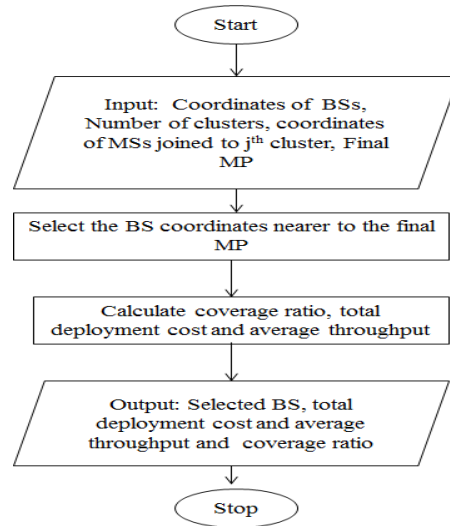 Start
Input: Coordinates of BSs,
Number of clusters, coordinates
of MSs joined to jth cluster, Final
MP
Select the BS coordinates nearer to the final
MP
Calculate coverage ratio, total
deployment cost and average throughput
Output: Selected BS, total
deployment cost and average
throughput and coverage ratio
Stop